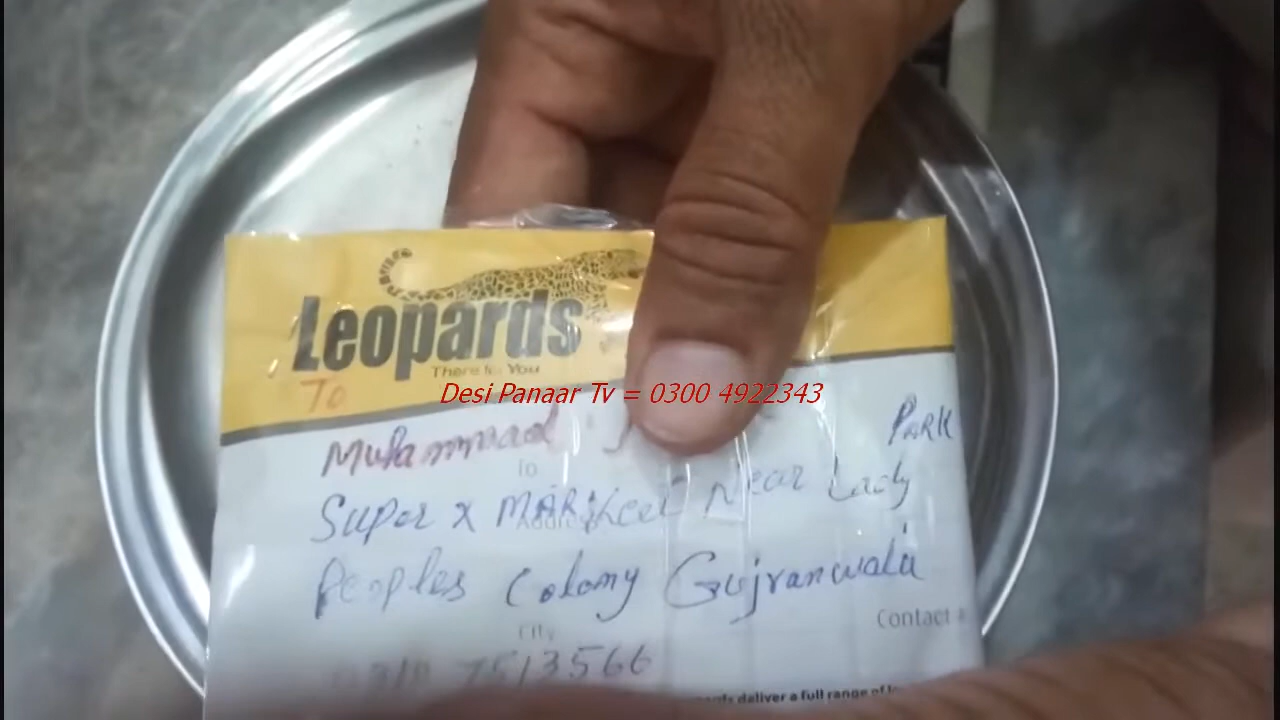 Leopards
There for You
To
Desi Panaar Tv = 0300 4922343
Muhammad
PARK
To
Super x MARkeet Near Lady
Address
Peoples Colomy Gujranwala
Contact
City
7513566
deliver a full range of